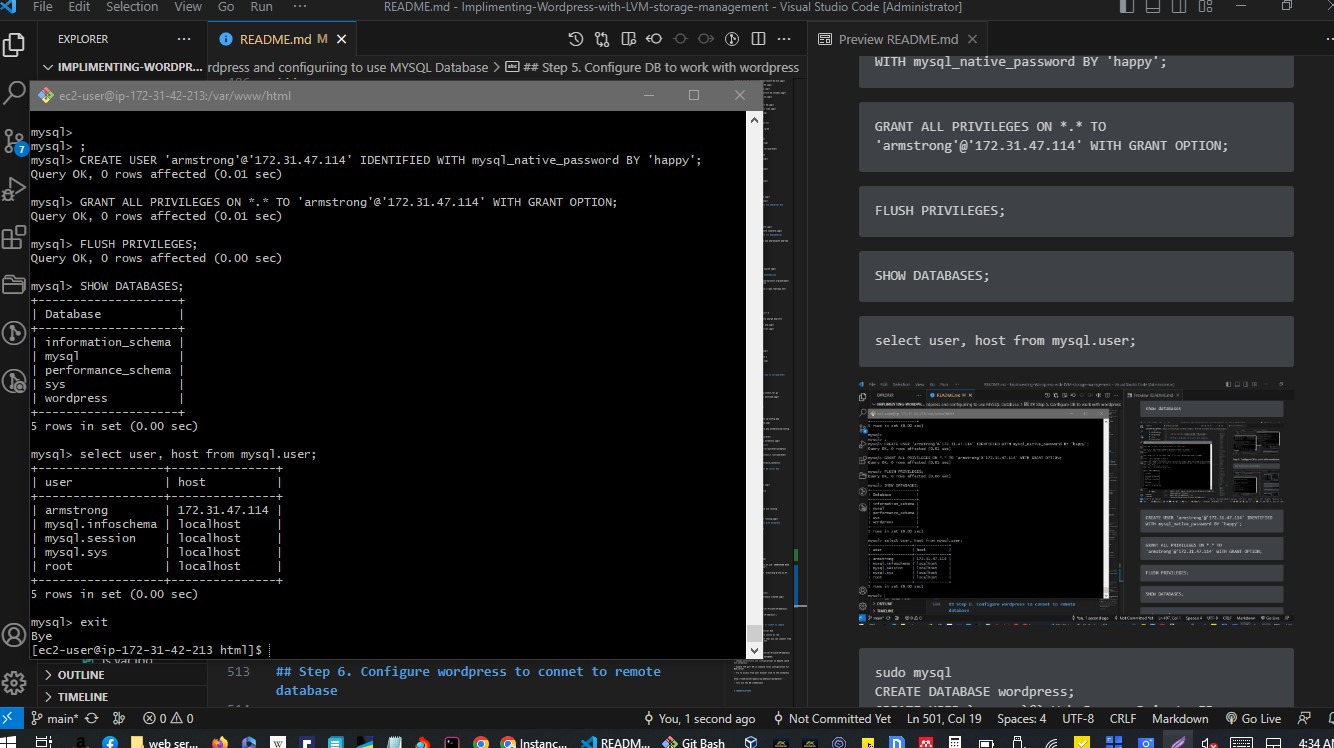 File Edit Selection View Go Run ··· README.md - Implimenting-Wordpress-with-LVM-storage-management - Visual Studio Code [Administrator]
EXPLORER ···
README.md M
Preview README.md
IMPLIMENTING-WORDPR...
rdpress and configuriing to use MYSQL Database > ## Step 5. Configure DB to work with wordpress
ec2-user@ip-172-31-42-213:/var/www/html
mysql>
mysql> ;
mysql> CREATE USER 'armstrong'@'172.31.47.114' IDENTIFIED WITH mysql_native_password BY 'happy';
Query OK, 0 rows affected (0.01 sec)
mysql> GRANT ALL PRIVILEGES ON *.* TO 'armstrong'@'172.31.47.114' WITH GRANT OPTION;
Query OK, 0 rows affected (0.01 sec)
mysql> FLUSH PRIVILEGES;
Query OK, 0 rows affected (0.00 sec)
mysql> SHOW DATABASES;
+--------------------+
| Database |
+--------------------+
| information_schema |
| mysql |
| performance_schema |
| sys |
| wordpress |
+--------------------+
5 rows in set (0.00 sec)
mysql> select user, host from mysql.user;
+------------------+---------------+
| user | host |
+------------------+---------------+
| armstrong | 172.31.47.114 |
| mysql.infoschema | localhost |
| mysql.session | localhost |
| mysql.sys | localhost |
| root | localhost |
+------------------+---------------+
5 rows in set (0.00 sec)
mysql> exit
Bye
[ec2-user@ip-172-31-42-213 html]$
7
OUTLINE
TIMELINE
513 ## Step 6. Configure wordpress to connet to remote
database
WITH mysql_native_password BY 'happy';
GRANT ALL PRIVILEGES ON *.* TO
'armstrong'@'172.31.47.114' WITH GRANT OPTION;
FLUSH PRIVILEGES;
SHOW DATABASES;
select user, host from mysql.user;
sudo mysql
CREATE DATABASE wordpress;
main* 0 0 You, 1 second ago Not Committed Yet Ln 501, Col 19 Spaces: 4 UTF-8 CRLF Markdown Go Live
web ser... Instanc... READM... Git Bash 4:34 AM